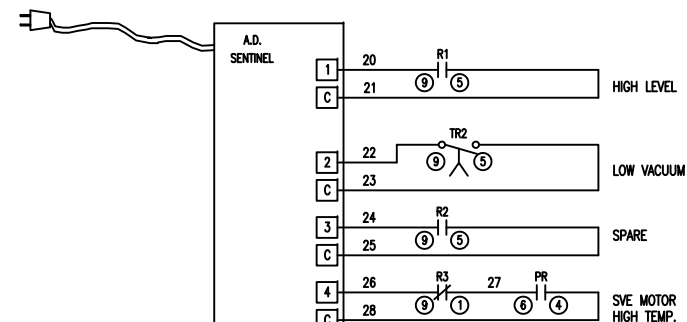 A.D.
SENTINEL
1 20 R1
9 5
C 21
HIGH LEVEL
TR2
2 22 9 5
C 23
LOW VACUUM
3 24 R2
9 5
C 25
SPARE
4 26 R3 27 PR
9 1 6 4
C 28
SVE MOTOR
HIGH TEMP.